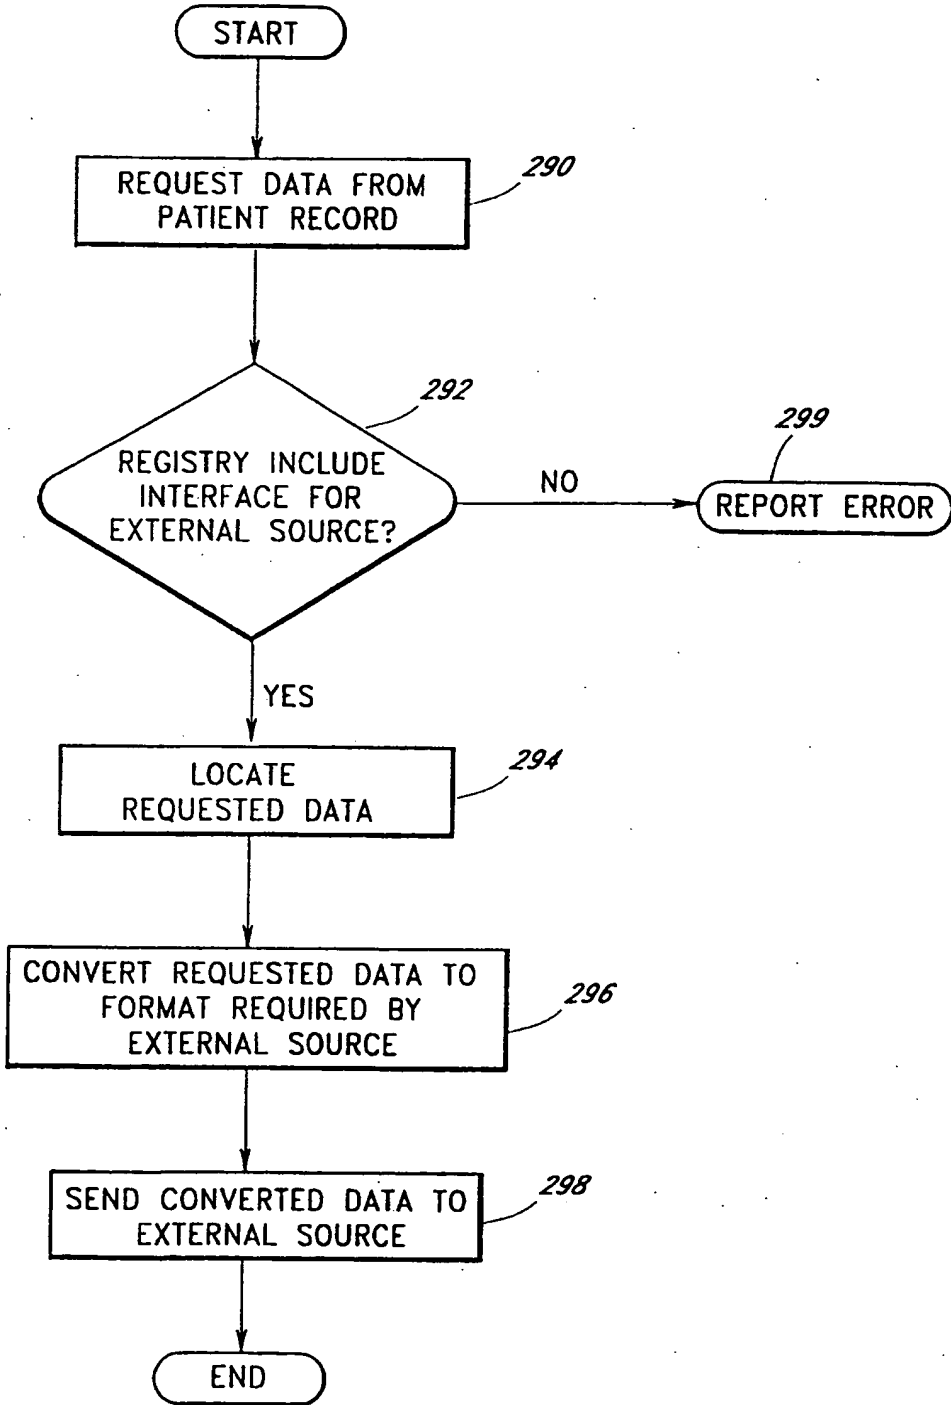 START
290
REQUEST DATA FROM
PATIENT RECORD
292
REGISTRY INCLUDE
INTERFACE FOR
EXTERNAL SOURCE?
NO
299
REPORT ERROR
YES
294
LOCATE
REQUESTED DATA
296
CONVERT REQUESTED DATA TO
FORMAT REQUIRED BY
EXTERNAL SOURCE
298
SEND CONVERTED DATA TO
EXTERNAL SOURCE
END